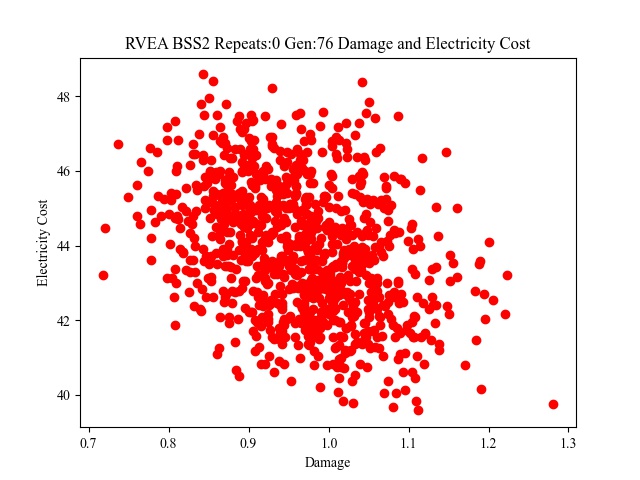 RVEA BSS2 Repeats:0 Gen:76 Damage and Electricity Cost
48
46
44
42
40
Electricity Cost
0.7 0.8 0.9 1.0 1.1 1.2 1.3
Damage